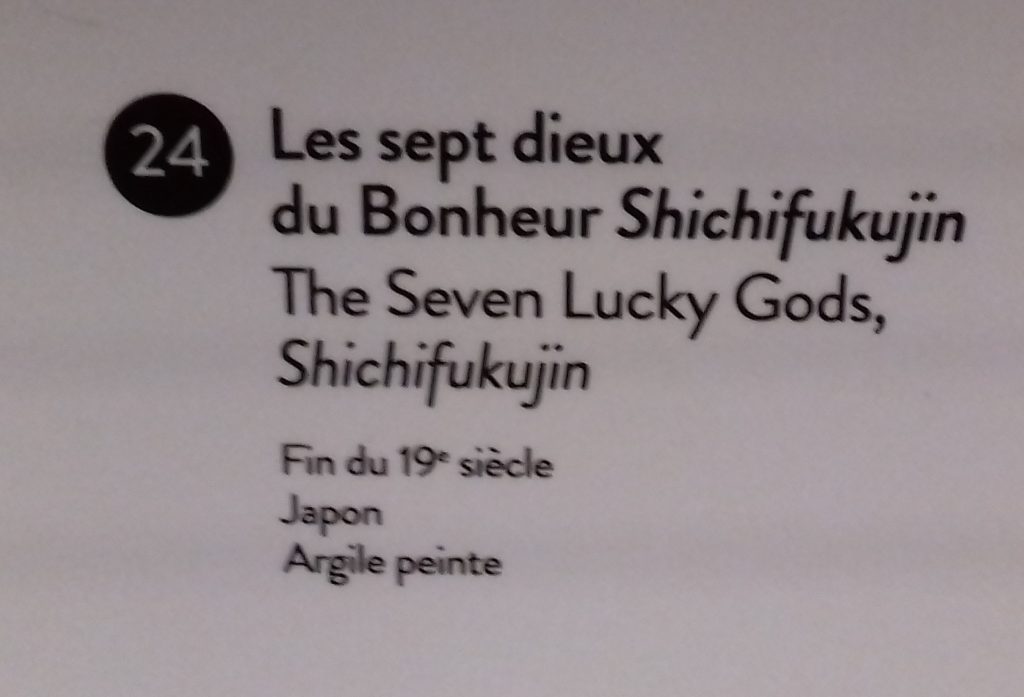 24
Les sept dieux
du Bonheur Shichifukujin
The Seven Lucky Gods,
Shichifukujin
Fin du 19e siècle
Japon
Argile peinte